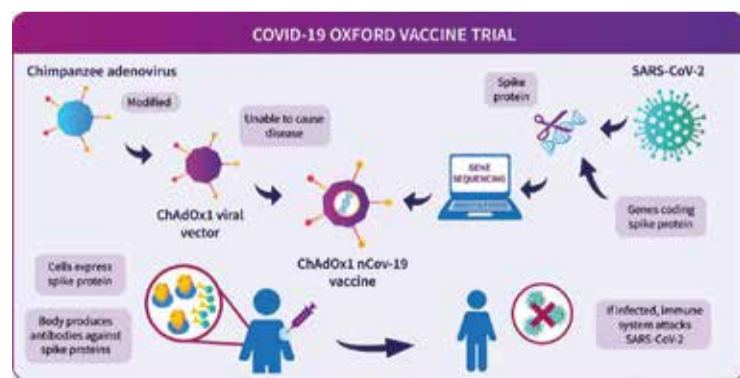 COVID-19 OXFORD VACCINE TRIAL
Chimpanzee adenovirus
Modified
Unable to cause
disease
Spike
protein
SARS-CoV-2
GENE
SEQUENCING
ChAdOx1 viral
vector
Genes coding
spike protein
ChAdOx1 nCov-19
vaccine
Cells express
spike protein
Body produces
antibodies against
spike proteins
If infected, immune
system attacks
SARS-CoV-2